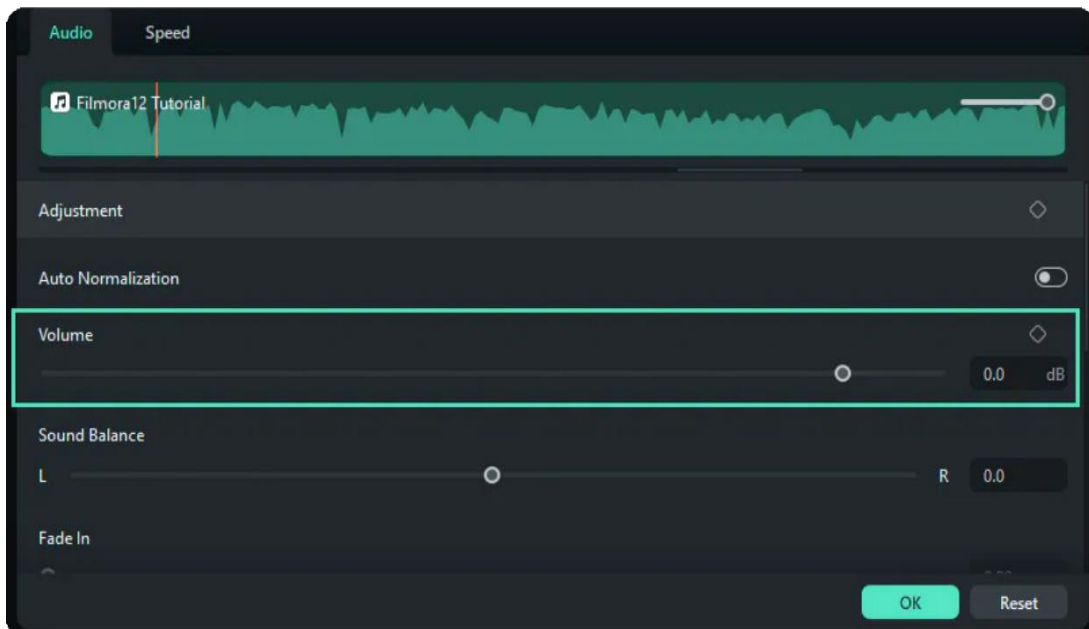 Audio Speed
Filmora12 Tutorial
Adjustment
Auto Normalization
Volume
0.0 dB
Sound Balance
L R 0.0
Fade In
OK Reset